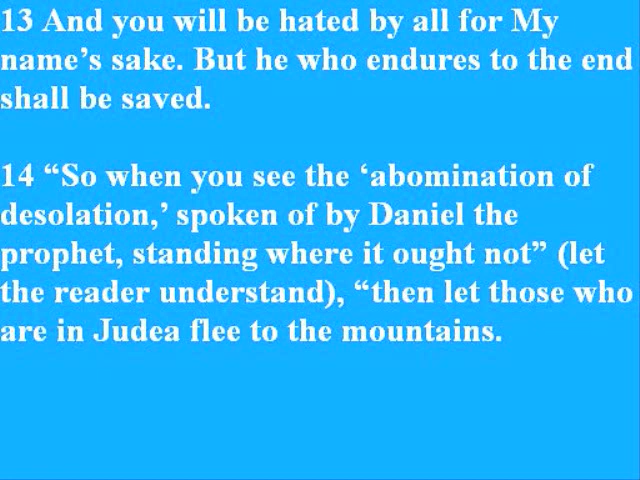 13 And you will be hated by all for My
name’s sake. But he who endures to the end
shall be saved.
14 “So when you see the ‘abomination of
desolation,’ spoken of by Daniel the
prophet, standing where it ought not” (let
the reader understand), “then let those who
are in Judea flee to the mountains.